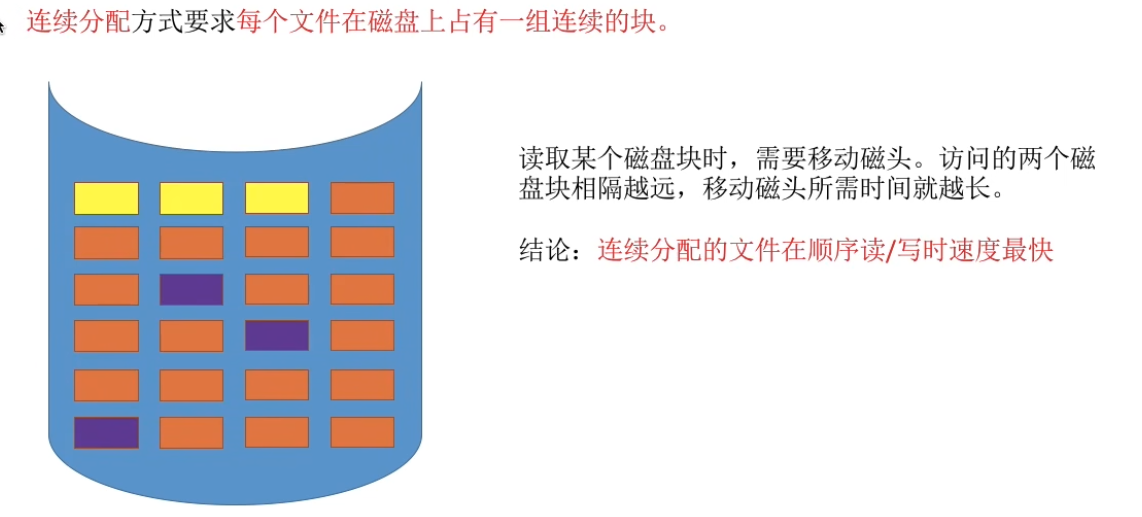 连续分配方式要求每个文件在磁盘上占有一组连续的块。
读取某个磁盘块时，需要移动磁头。访问的两个磁
盘块相隔越远，移动磁头所需时间就越长。
结论：连续分配的文件在顺序读/写时速度最快